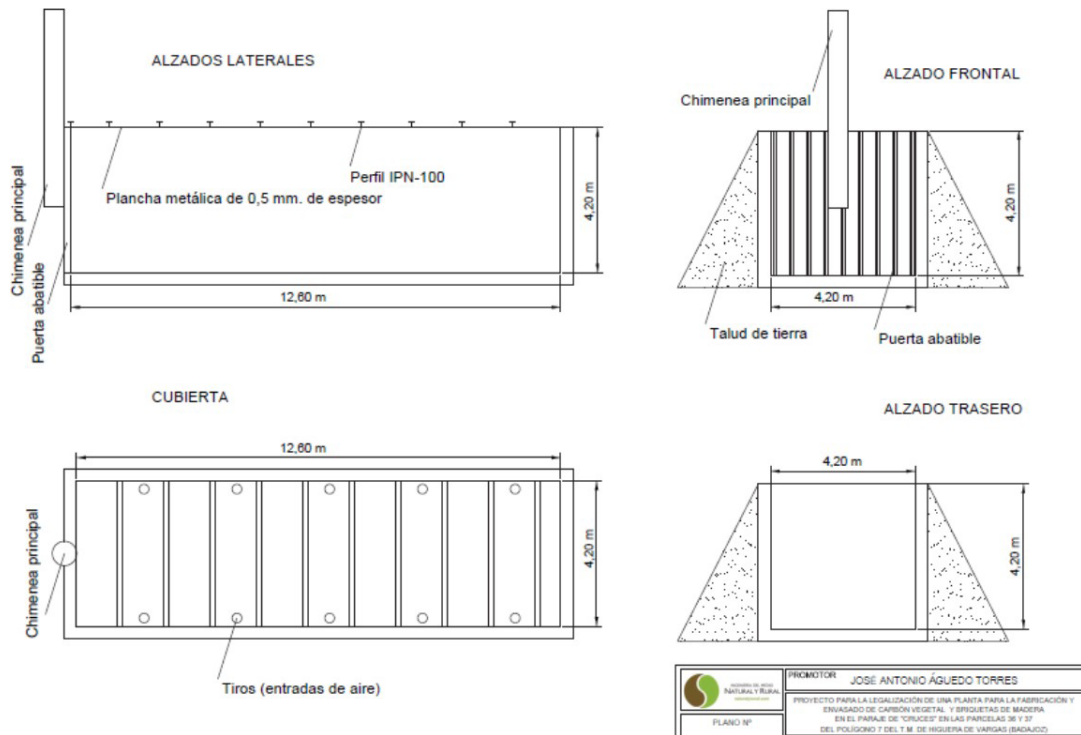 ALZADOS LATERALES
Chimenea principal
Puerta abatible
Plancha metálica de 0,5 mm. de espesor
Perfil IPN-100
4,20 m
12,60 m
ALZADO FRONTAL
Chimenea principal
4,20 m
4,20 m
Talud de tierra
Puerta abatible
CUBIERTA
12,60 m
Chimenea principal
4,20 m
Tiros (entradas de aire)
ALZADO TRASERO
4,20 m
4,20 m
NATURAL Y RURAL
PLANO Nº
PROMOTOR
JOSE ANTONIO ÁGUEDO TORRES
PROYECTO PARA LA LEGALIZACIÓN DE UNA PLANTA PARA LA FABRICACIÓN Y
ENVASADO DE CARBÓN VEGETAL Y BRIQUETAS DE MADERA
EN EL PARAJE DE "CRUCES" EN LAS PARCELAS 36 Y 37
DEL POLÍGONO 7 DEL T.M. DE HIGUERA DE VARGAS (BADAJOZ)